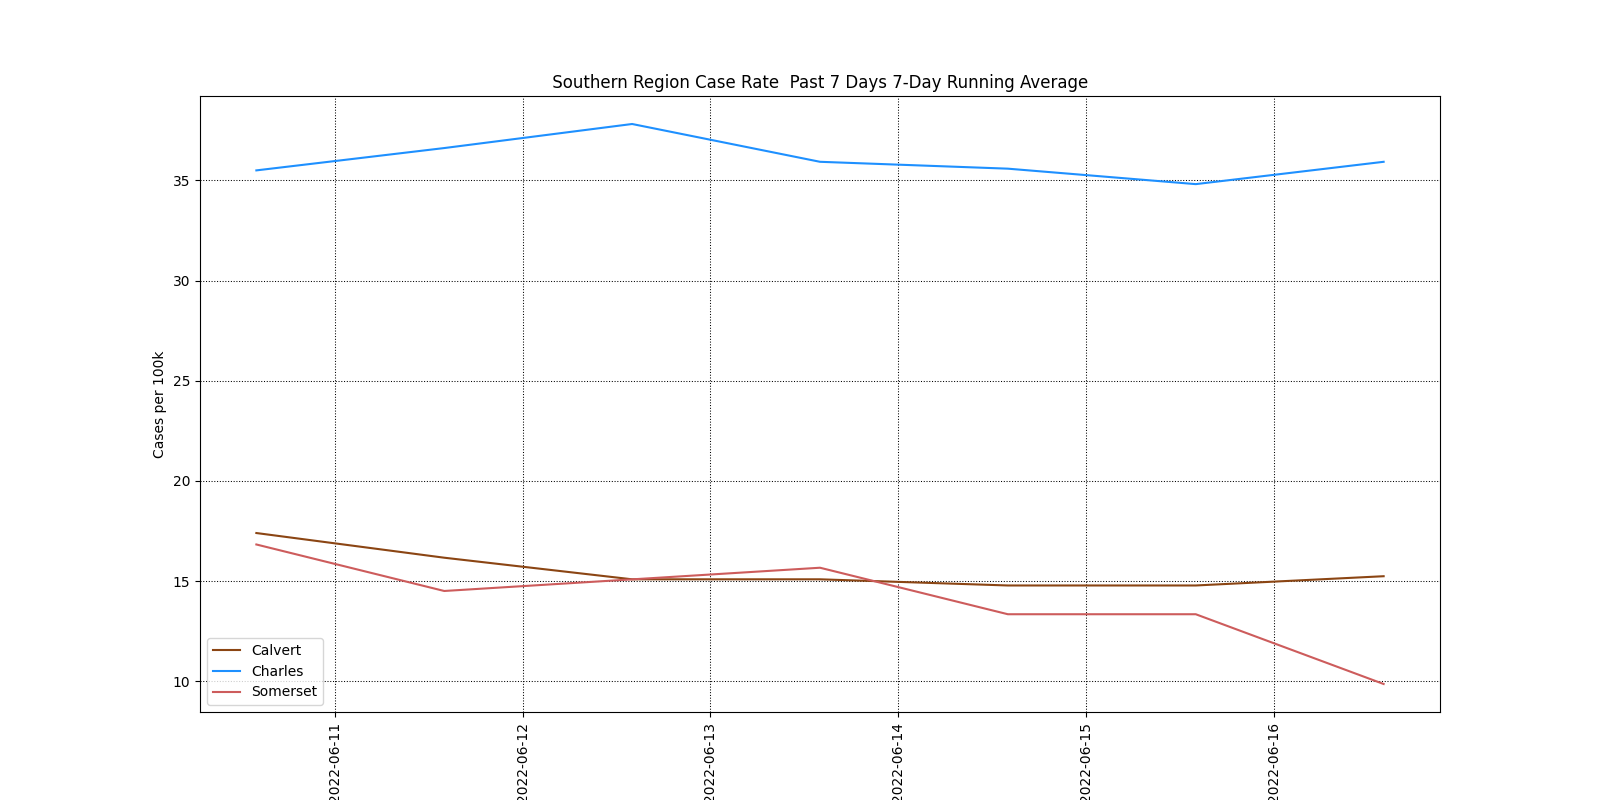 Southern Region Case Rate  Past 7 Days 7-Day Running Average
Cases per 100k
35
30
25
20
15
10
Calvert
Charles
Somerset
2022-06-11
2022-06-12
2022-06-13
2022-06-14
2022-06-15
2022-06-16